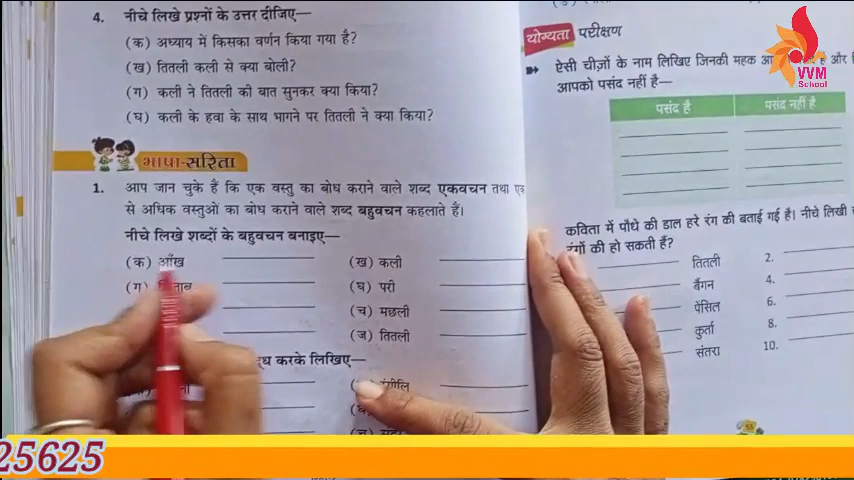 4. नीचे लिखे प्रश्नों के उत्तर दीजिए—
(क) अध्याय में किसका वर्णन किया गया है?
(ख) तितली कली से क्या बोली?
(ग) कली ने तितली की बात सुनकर क्या किया?
(घ) कली के हवा के साथ भागने पर तितली ने क्या किया?
भाषा-सरिता
1. आप जान चुके हैं कि एक वस्तु का बोध कराने वाले शब्द एकवचन तथा एक
से अधिक वस्तुओं का बोध कराने वाले शब्द बहुवचन कहलाते हैं।
नीचे लिखे शब्दों के बहुवचन बनाइए—
(क) आँख
(ख) कली
(ग)
(घ) परी
(च) मछली
(ज) तितली
करके लिखिए—
योग्यता परीक्षण
ऐसी चीज़ों के नाम लिखिए जिनकी महक
आपको पसंद नहीं है—
पसंद है
पसंद नहीं है
कविता में पौधे की डाल हरे रंग की बताई गई है। नीचे लिखी
रंगों की हो सकती हैं?
तितली
2.
बैंगन
4.
पेंसिल
6.
कुर्ता
8.
संतरा
10.
VVM
School
25625